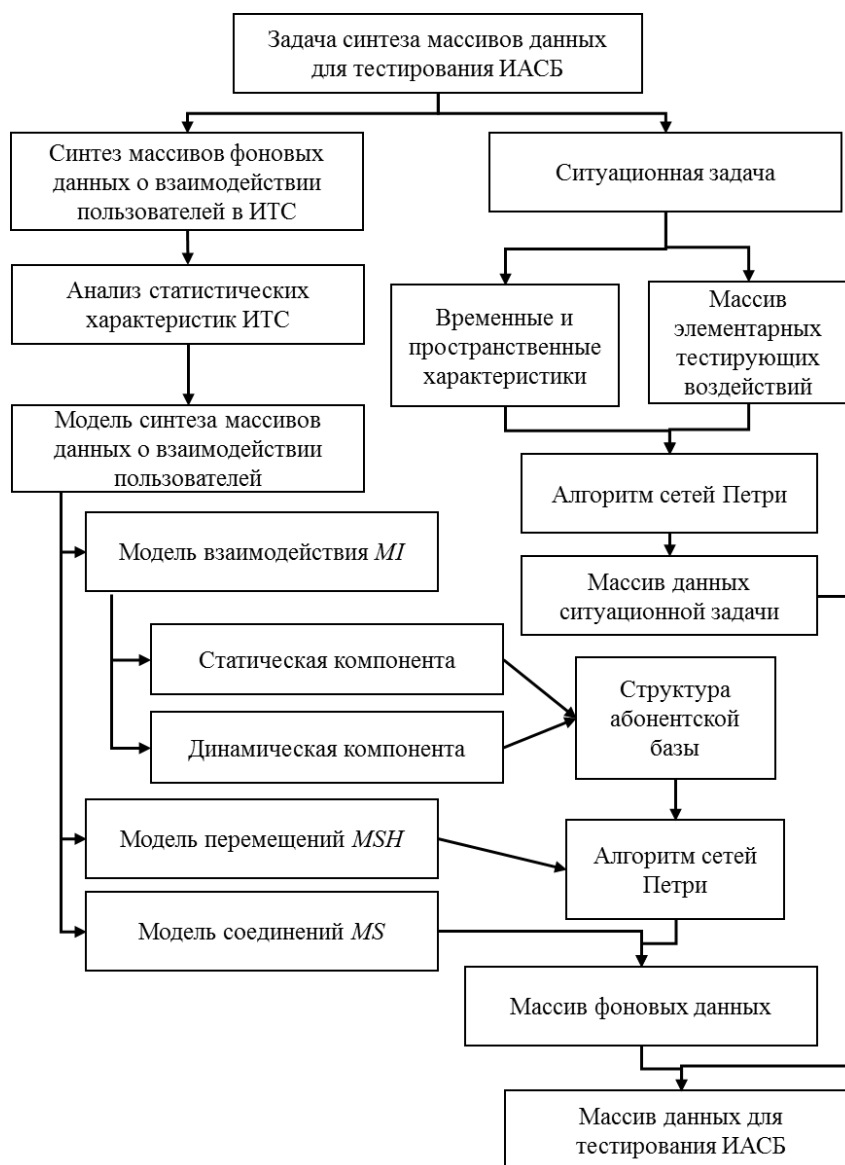 Задача синтеза массивов данных
для тестирования ИАСБ
Синтез массивов фоновых
данных о взаимодействии
пользователей в ИТС
Ситуационная задача
Анализ статистических
характеристик ИТС
Временные и
пространственные
характеристики
Массив
элементарных
тестирующих
воздействий
Модель синтеза массивов
данных о взаимодействии
пользователей
Алгоритм сетей Петри
Модель взаимодействия MI
Массив данных
ситуационной задачи
Статическая компонента
Структура
абонентской
базы
Динамическая компонента
Модель перемещений MSH
Алгоритм сетей
Петри
Модель соединений MS
Массив фоновых данных
Массив данных для
тестирования ИАСБ